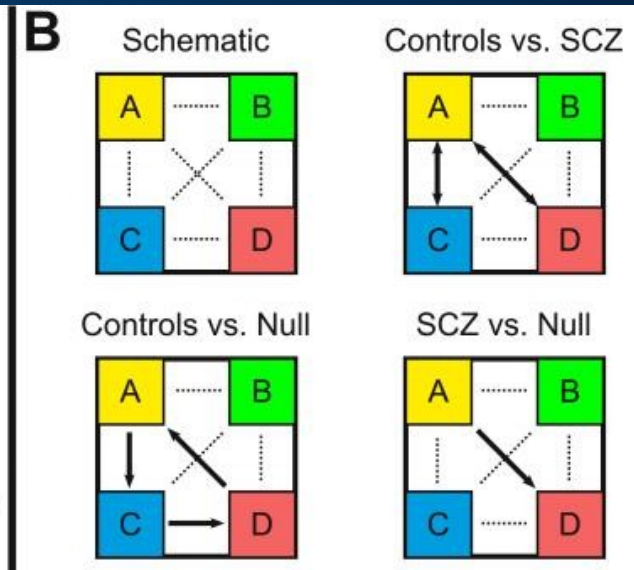 B
Schematic
A B
C D
Controls vs. SCZ
A B
C D
Controls vs. Null
A B
C D
SCZ vs. Null
A B
C D